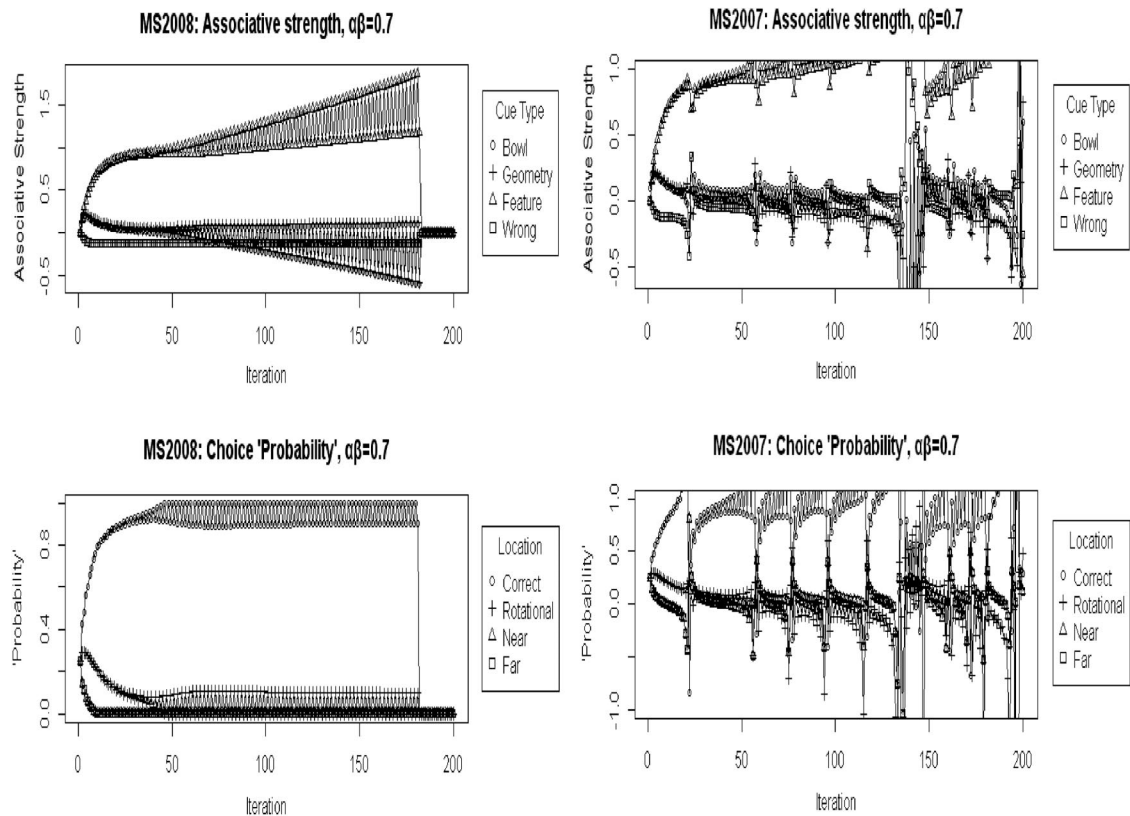 MS2008: Associative strength, αβ=0.7
Associative Strength
1.5
0.5
-0.5
0
50
100
150
200
Iteration
Cue Type
Bowl
Geometry
Feature
Wrong
MS2007: Associative strength, αβ=0.7
Associative Strength
1.0
0.5
0.0
-0.5
0
50
100
150
200
Iteration
Cue Type
Bowl
Geometry
Feature
Wrong
MS2008: Choice 'Probability', αβ=0.7
'Probability'
0.8
0.4
0.0
0
50
100
150
200
Iteration
Location
Correct
Rotational
Near
Far
MS2007: Choice 'Probability', αβ=0.7
'Probability'
1.0
0.5
0.0
-1.0
0
50
100
150
200
Iteration
Location
Correct
Rotational
Near
Far